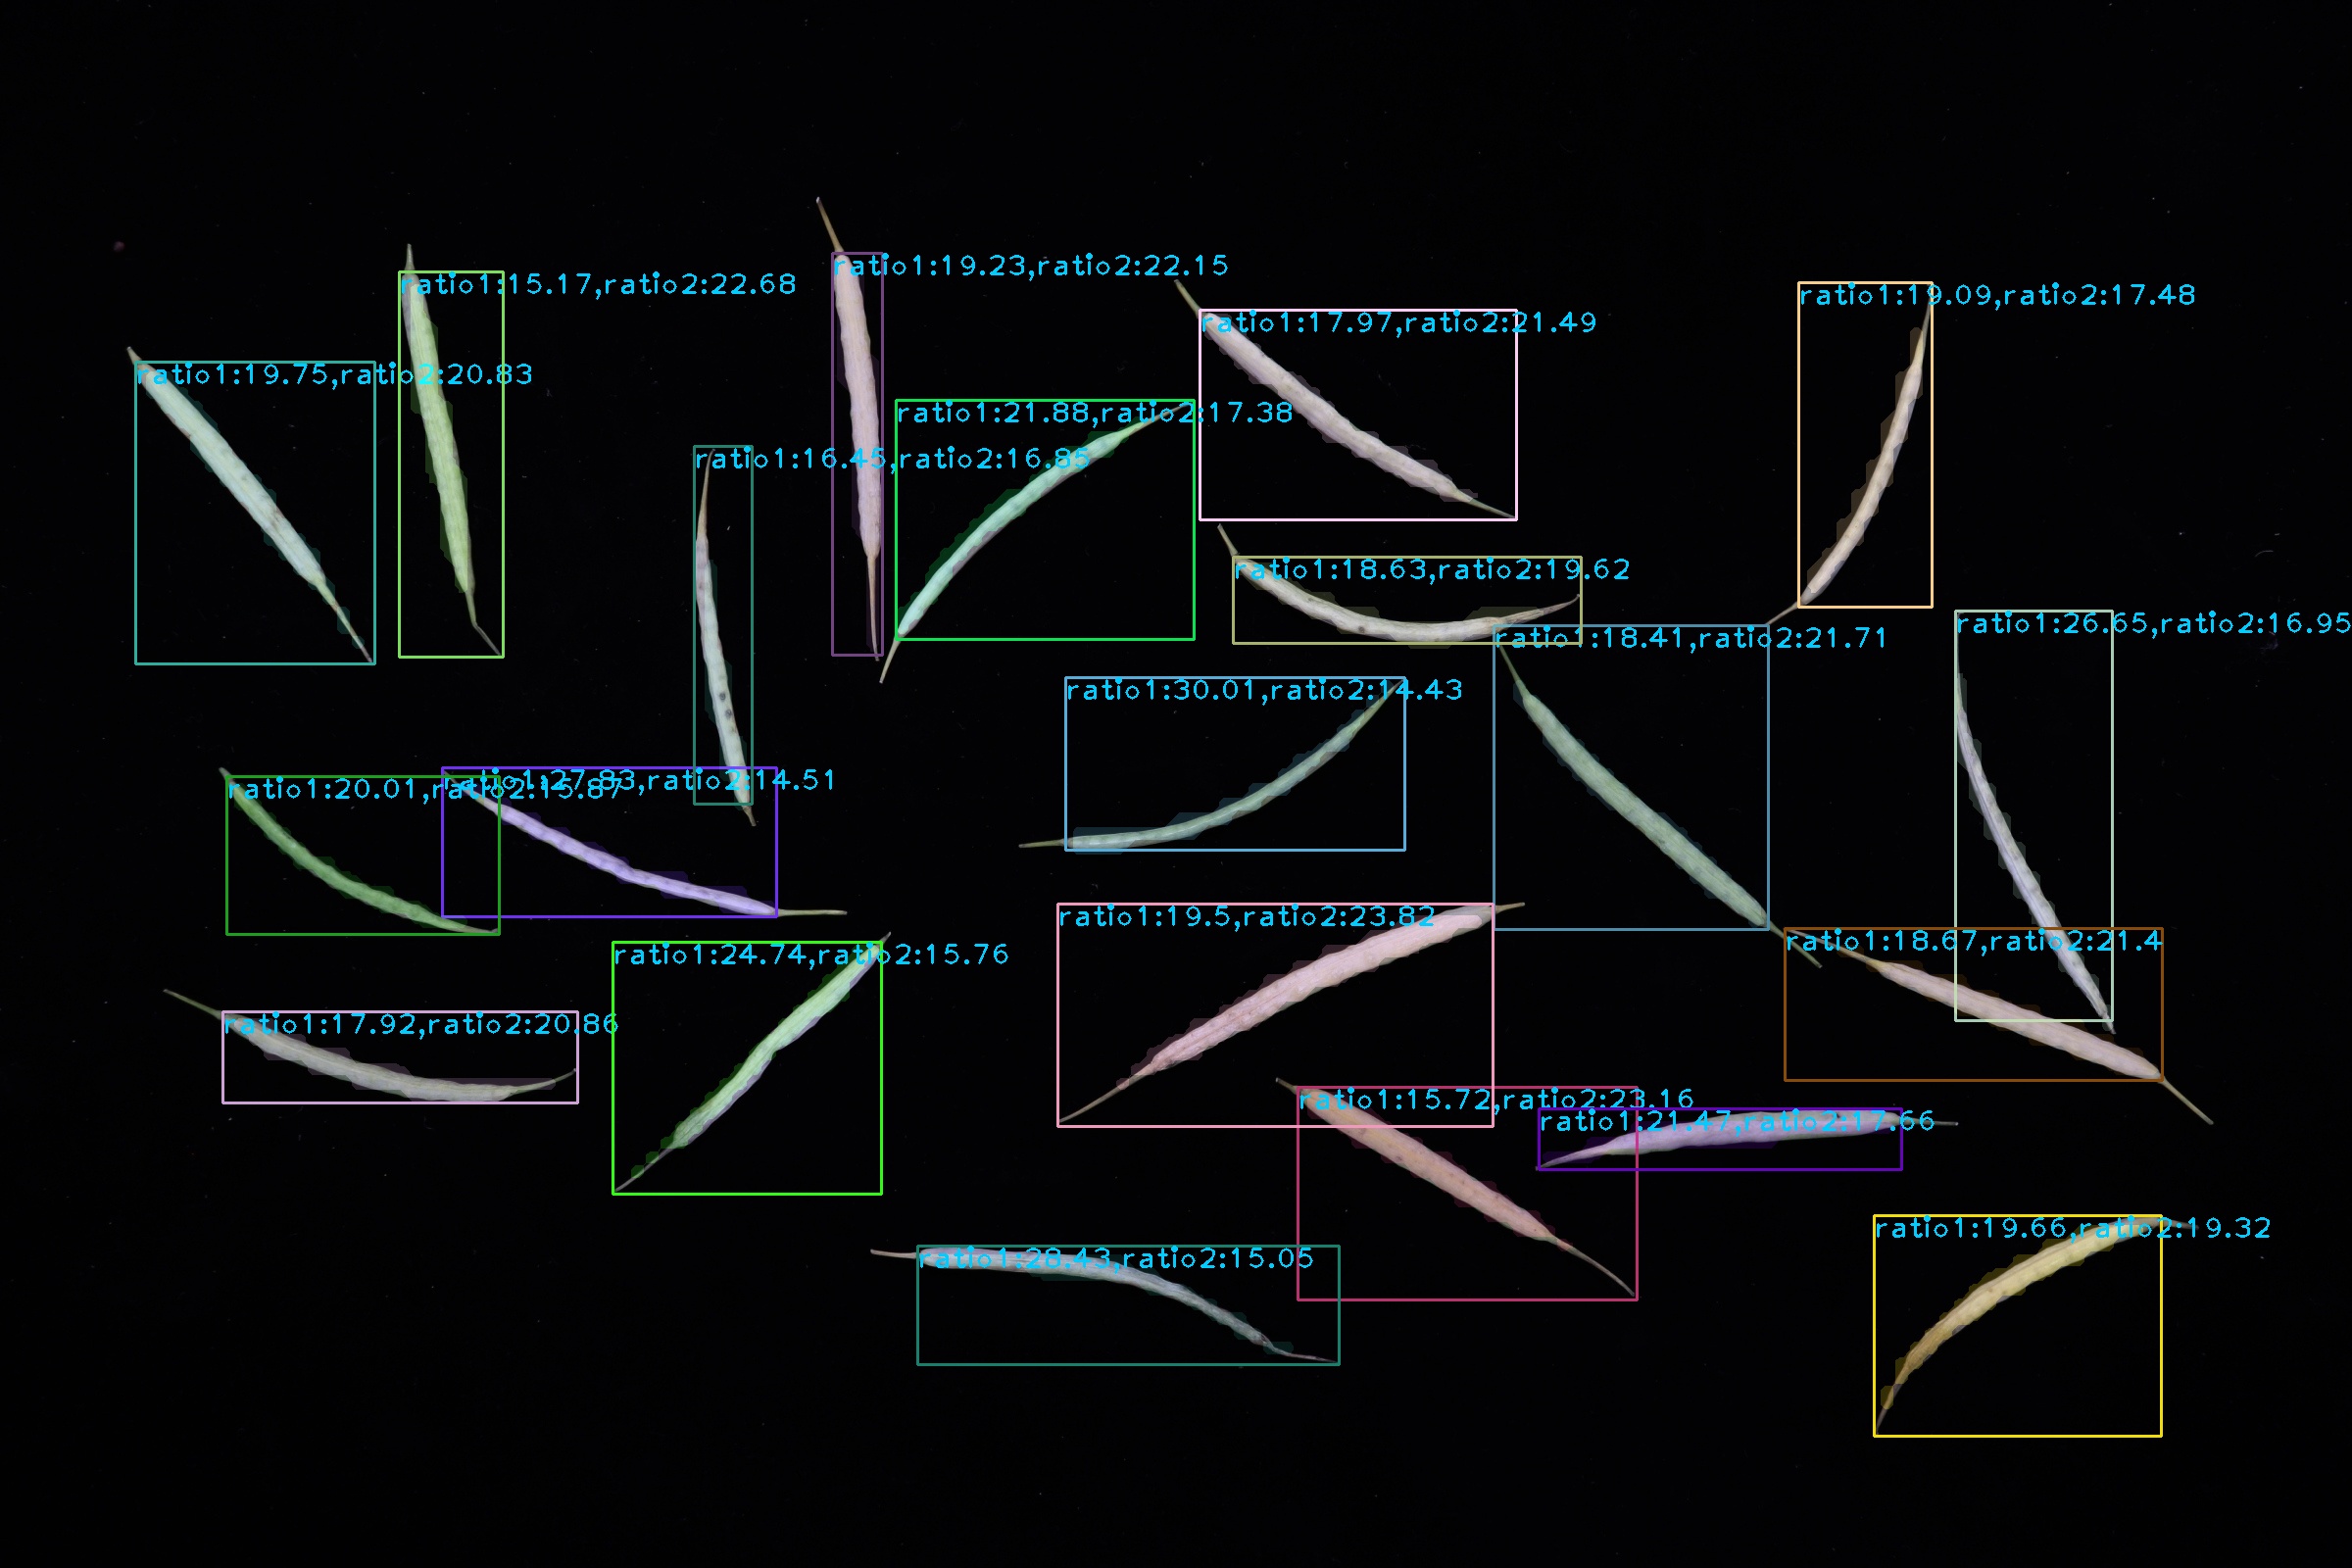 ratio1:19.23,ratio2:22.15
ratio1:15.17,ratio2:22.68
ratio1:19.09,ratio2:17.48
ratio1:17.97,ratio2:21.49
ratio1:19.75,ratio2:20.83
ratio1:21.88,ratio2:17.38
ratio1:16.45,ratio2:16.85
ratio1:18.63,ratio2:19.62
ratio1:26.65,ratio2:16.95
ratio1:18.41,ratio2:21.71
ratio1:30.01,ratio2:14.43
ratio1:27.83,ratio2:14.51
ratio1:20.01,ratio2:15.87
ratio1:19.5,ratio2:23.82
ratio1:18.67,ratio2:21.4
ratio1:24.74,ratio2:15.76
ratio1:17.92,ratio2:20.86
ratio1:15.72,ratio2:23.16
ratio1:21.47,ratio2:17.66
ratio1:19.66,ratio2:19.32
ratio1:28.43,ratio2:15.05